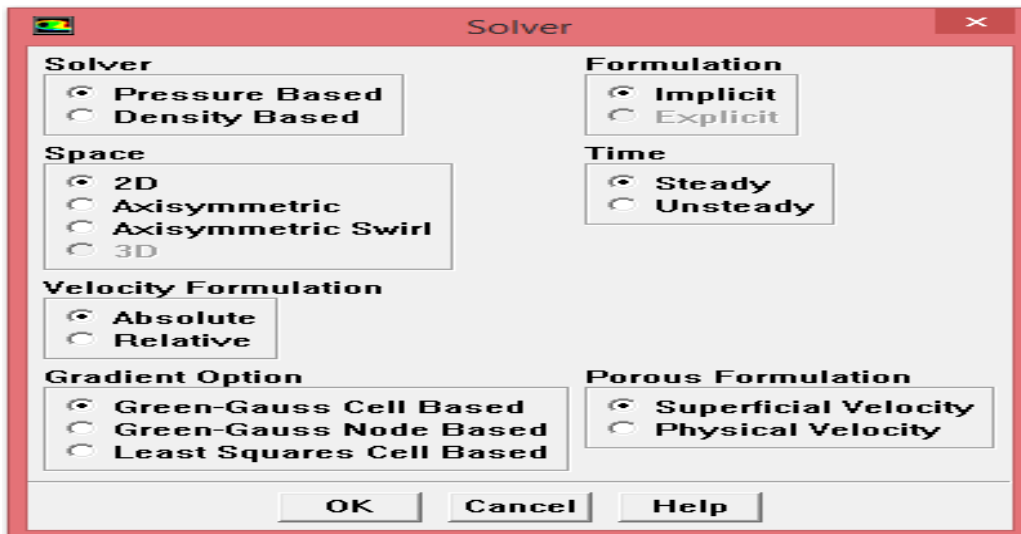 Solver
Solver
Pressure Based
Density Based
Formulation
Implicit
Explicit
Space
2D
Axisymmetric
Axisymmetric Swirl
3D
Time
Steady
Unsteady
Velocity Formulation
Absolute
Relative
Gradient Option
Green-Gauss Cell Based
Green-Gauss Node Based
Least Squares Cell Based
Porous Formulation
Superficial Velocity
Physical Velocity
OK
Cancel
Help